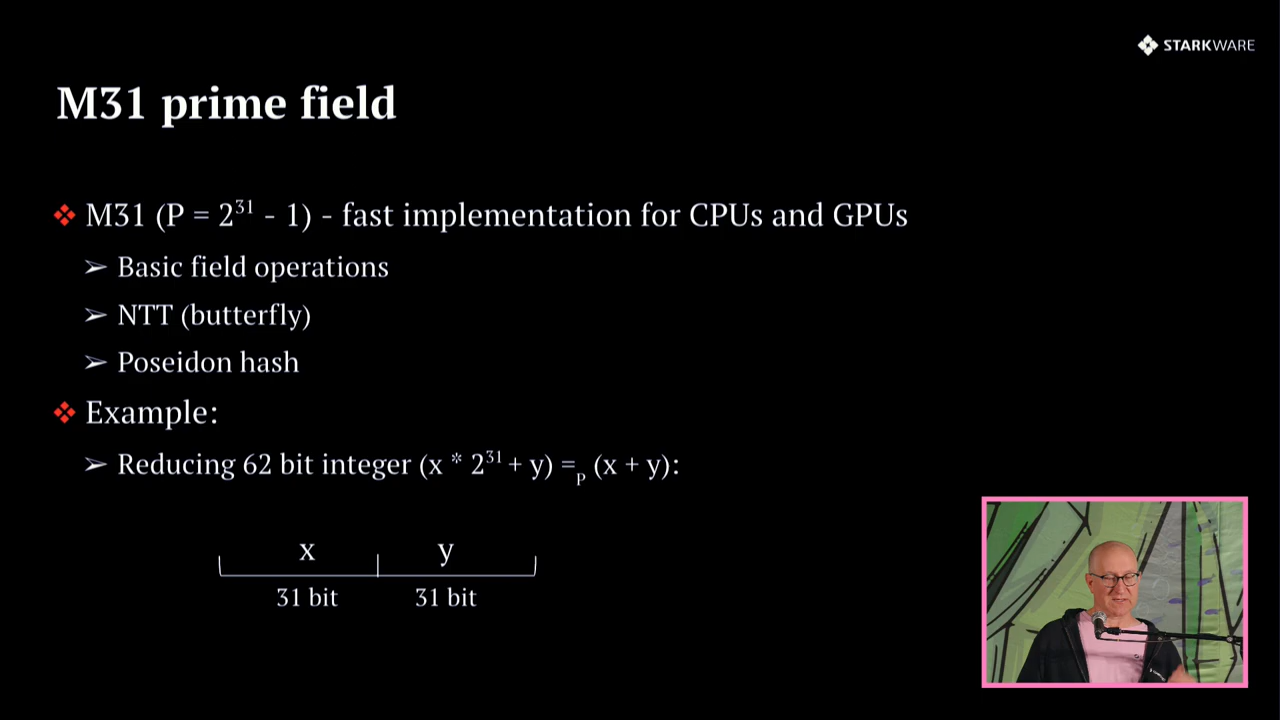 STARKWARE
M31 prime field
❖ M31 (P = 2³¹ - 1) - fast implementation for CPUs and GPUs
➢ Basic field operations
➢ NTT (butterfly)
➢ Poseidon hash
❖ Example:
➢ Reducing 62 bit integer (x * 2³¹ + y) =ₚ (x + y):
x y
31 bit 31 bit